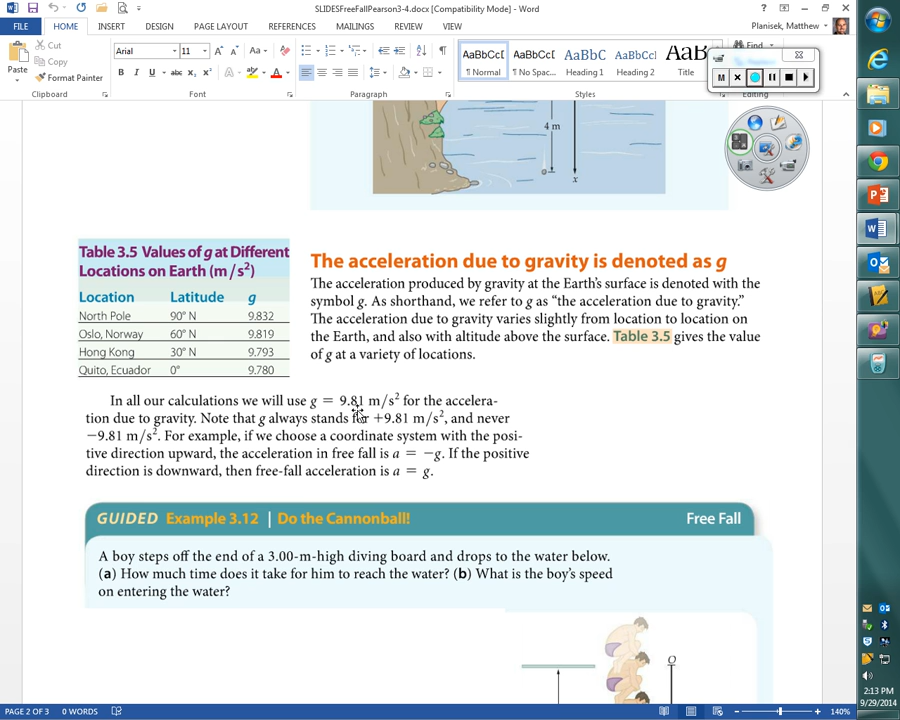 SLIDESFreeFallPearson3-4.docx [Compatibility Mode] - Word
FILE HOME INSERT DESIGN PAGE LAYOUT REFERENCES MAILINGS REVIEW VIEW Planisek, Matthew
Paste Cut Copy Format Painter
Arial 11
AaBbCcI AaBbCcI AaBbC AaBbCcI AaB
¶ Normal ¶ No Spac... Heading 1 Heading 2 Title
Find
Clipboard Font Paragraph Styles Editing
4 m
x
Table 3.5 Values of g at Different
Locations on Earth (m/s²)
Location Latitude g
North Pole 90° N 9.832
Oslo, Norway 60° N 9.819
Hong Kong 30° N 9.793
Quito, Ecuador 0° 9.780
The acceleration due to gravity is denoted as g
The acceleration produced by gravity at the Earth's surface is denoted with the
symbol g. As shorthand, we refer to g as “the acceleration due to gravity.”
The acceleration due to gravity varies slightly from location to location on
the Earth, and also with altitude above the surface. Table 3.5 gives the value
of g at a variety of locations.
In all our calculations we will use g = 9.81 m/s² for the accelera-
tion due to gravity. Note that g always stands for +9.81 m/s², and never
−9.81 m/s². For example, if we choose a coordinate system with the posi-
tive direction upward, the acceleration in free fall is a = −g. If the positive
direction is downward, then free-fall acceleration is a = g.
GUIDED Example 3.12 | Do the Cannonball! Free Fall
A boy steps off the end of a 3.00-m-high diving board and drops to the water below.
(a) How much time does it take for him to reach the water? (b) What is the boy's speed
on entering the water?
O
PAGE 2 OF 3 0 WORDS 140%
2:13 PM
9/29/2014